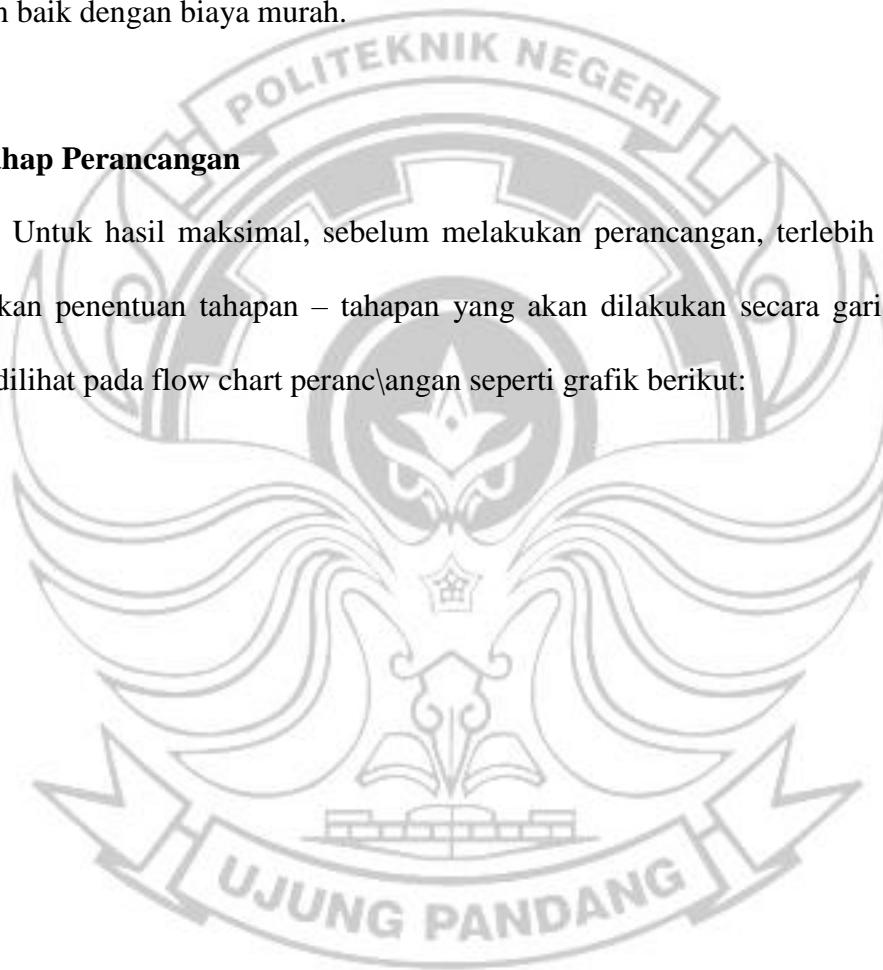 n baik dengan biaya murah.
POLITEKNIK NEGERI
hap Perancangan
Untuk hasil maksimal, sebelum melakukan perancangan, terlebih
kan penentuan tahapan – tahapan yang akan dilakukan secara gari
dilihat pada flow chart peranc\angan seperti grafik berikut:
UJUNG PANDANG